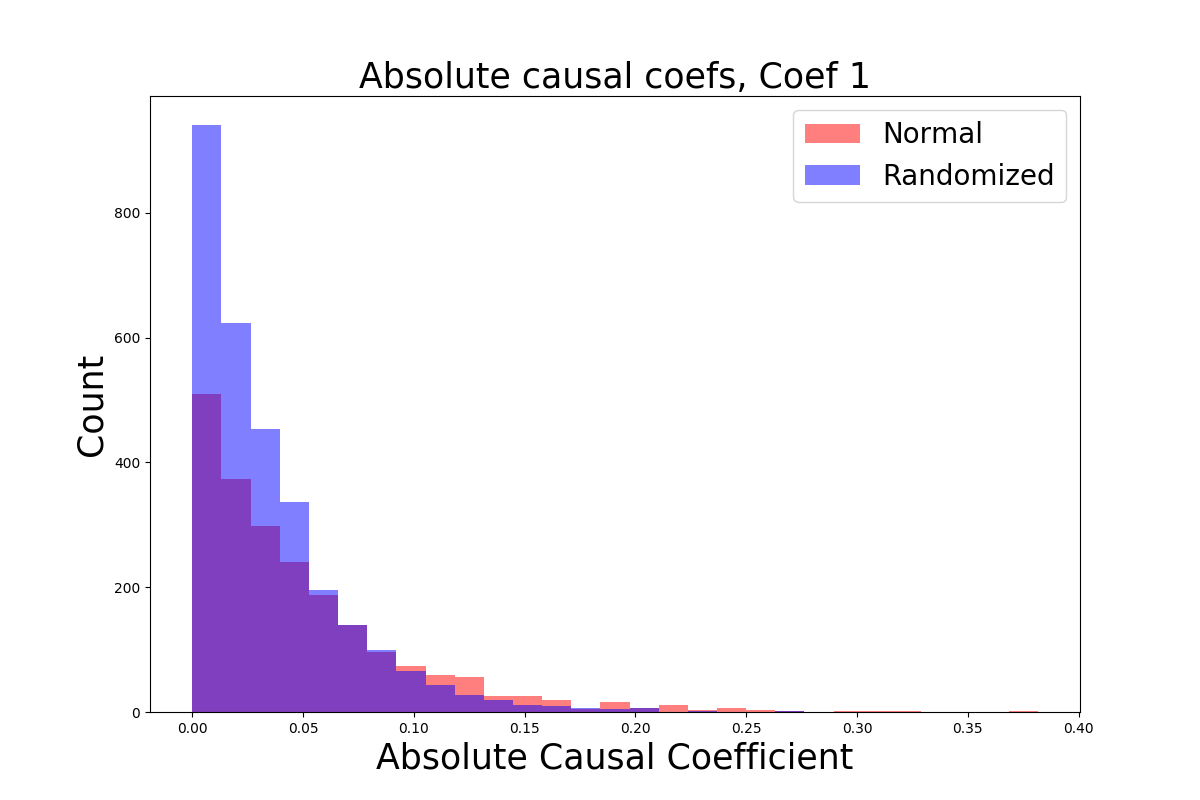 Absolute causal coefs, Coef 1
Normal
Randomized
800
600
400
200
0
Count
0.00 0.05 0.10 0.15 0.20 0.25 0.30 0.35 0.40
Absolute Causal Coefficient